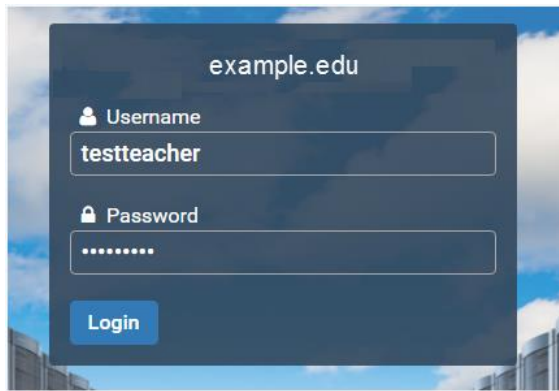 example.edu
Username
testteacher
Password
•••••••••
Login